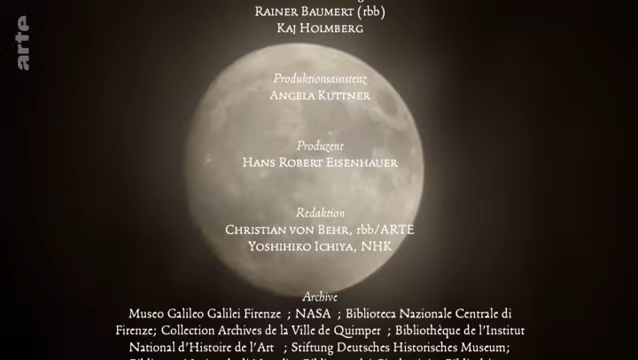 arte
RAINER BAUMERT (rbb)
KAJ HOLMBERG
Produktionsassistenz
ANGELA KUTTNER
Produzent
HANS ROBERT EISENHAUER
Redaktion
CHRISTIAN VON BEHR, rbb/ARTE
YOSHIHIKO ICHIYA, NHK
Archive
Museo Galileo Galilei Firenze ; NASA ; Biblioteca Nazionale Centrale di
Firenze; Collection Archives de la Ville de Quimper ; Bibliothèque de l'Institut
National d'Histoire de l'Art ; Stiftung Deutsches Historisches Museum;